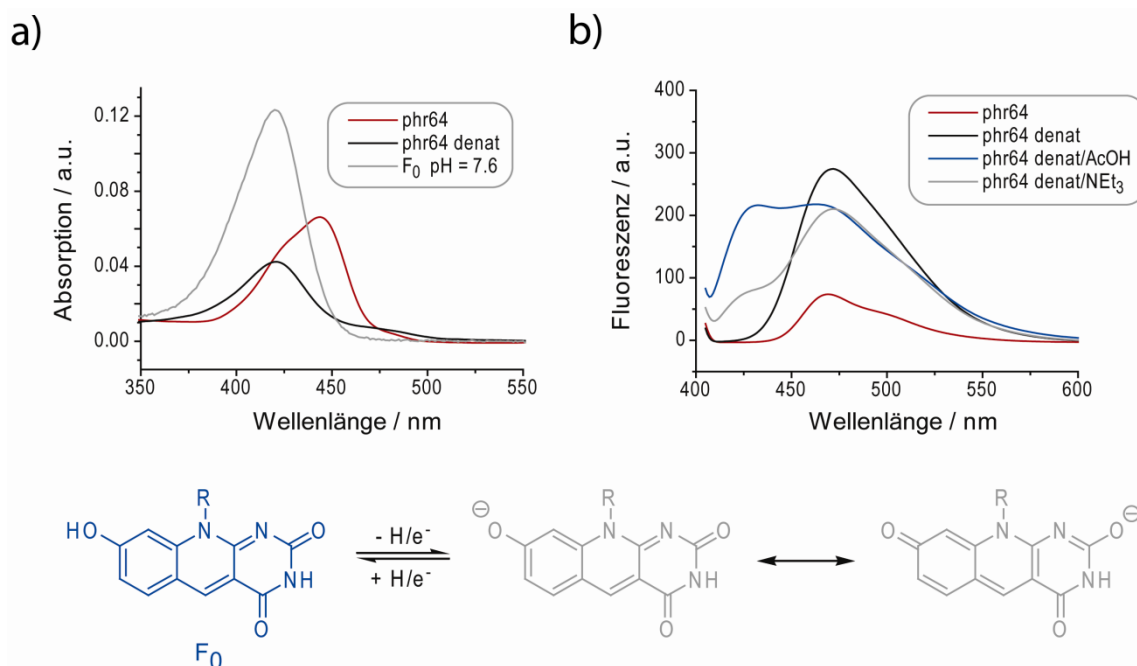 a)
Absorption / a.u.
0.12
0.08
0.04
0.00
350
400
450
500
550
Wellenlänge / nm
phr64
phr64 denat
F₀ pH = 7.6
b)
Fluoreszenz / a.u.
400
300
200
100
0
400
450
500
550
600
Wellenlänge / nm
phr64
phr64 denat
phr64 denat/AcOH
phr64 denat/NEt₃
R
HO
N
N
O
NH
O
F₀
- H/e⁻
+ H/e⁻
R
⊖
O
N
N
O
NH
O
R
⊖
O
N
N
O
NH
O